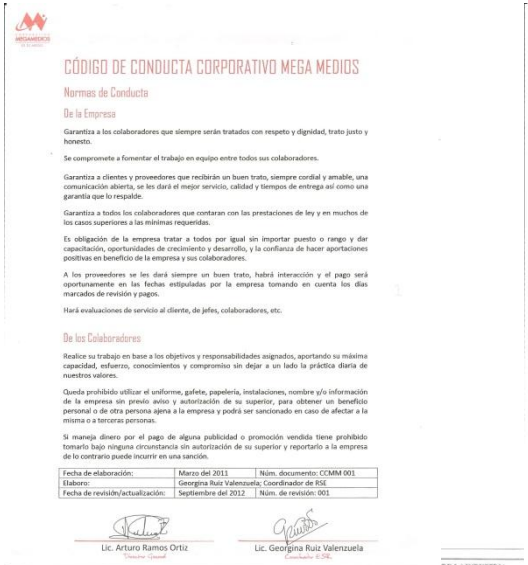 MEGAMEDIOS
CÓDIGO DE CONDUCTA CORPORATIVO MEGA MEDIOS
Normas de Conducta
De la Empresa
Garantiza a los colaboradores que siempre serán tratados con respeto y dignidad, trato justo y
honesto.
Se compromete a fomentar el trabajo en equipo entre todos sus colaboradores.
Garantiza a clientes y proveedores que recibirán un buen trato, siempre cordial y amable, una
comunicación abierta, se les dará el mejor servicio, calidad y tiempos de entrega así como una
garantía que lo respalde.
Garantiza a todos los colaboradores que contaran con las prestaciones de ley y en muchos de
los casos superiores a las mínimas requeridas.
Es obligación de la empresa tratar a todos por igual sin importar puesto o rango y dar
capacitación, oportunidades de crecimiento y desarrollo, y la confianza de hacer aportaciones
positivas en beneficio de la empresa y sus colaboradores.
A los proveedores se les dará siempre un buen trato, habrá interacción y el pago será
oportunamente en las fechas estipuladas por la empresa tomando en cuenta los días
marcados de revisión y pagos.
Hará evaluaciones de servicio al cliente, de jefes, colaboradores, etc.
De los Colaboradores
Realice su trabajo en base a los objetivos y responsabilidades asignados, aportando su máxima
capacidad, esfuerzo, conocimientos y compromiso sin dejar a un lado la práctica diaria de
nuestros valores.
Queda prohibido utilizar el uniforme, gafete, papelería, instalaciones, nombre y/o información
de la empresa sin previo aviso y autorización de su superior, para obtener un beneficio
personal o de otra persona ajena a la empresa y podrá ser sancionado en caso de afectar a la
misma o a terceras personas.
Si maneja dinero por el pago de alguna publicidad o promoción vendida tiene prohibido
tomarlo bajo ninguna circunstancia sin autorización de su superior y reportarlo a la empresa
de lo contrario puede incurrir en una sanción.
Fecha de elaboración: Marzo del 2011 Núm. documento: CCMM 001
Elaboro: Georgina Ruiz Valenzuela; Coordinador de RSE
Fecha de revisión/actualización: Septiembre del 2012 Núm. de revisión: 001
Lic. Arturo Ramos Ortiz Lic. Georgina Ruiz Valenzuela
Director General